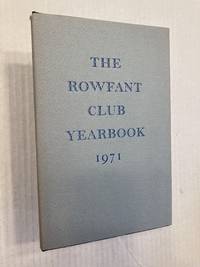 THE
ROWFANT
CLUB
YEARBOOK
1971